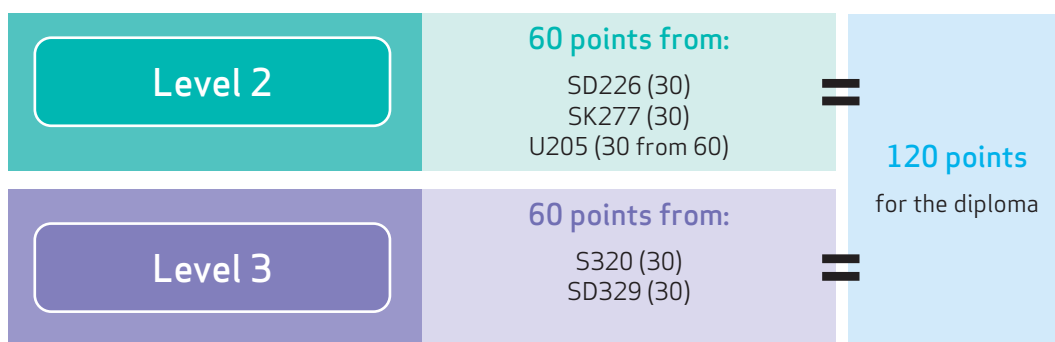 Level 2
60 points from:
SD226 (30)
SK277 (30)
U205 (30 from 60)
=
120 points
for the diploma
Level 3
60 points from:
S320 (30)
SD329 (30)
=